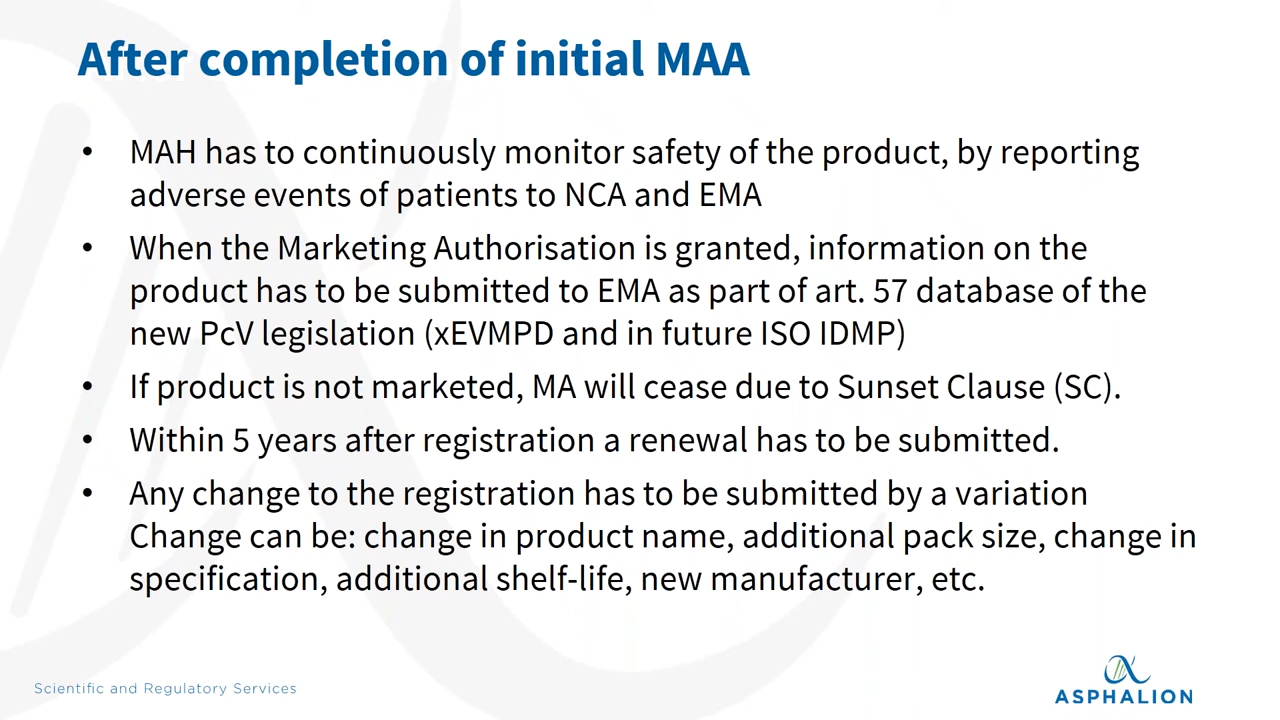 After completion of initial MAA
• MAH has to continuously monitor safety of the product, by reporting
adverse events of patients to NCA and EMA
• When the Marketing Authorisation is granted, information on the
product has to be submitted to EMA as part of art. 57 database of the
new PcV legislation (xEVMPD and in future ISO IDMP)
• If product is not marketed, MA will cease due to Sunset Clause (SC).
• Within 5 years after registration a renewal has to be submitted.
• Any change to the registration has to be submitted by a variation
Change can be: change in product name, additional pack size, change in
specification, additional shelf-life, new manufacturer, etc.
Scientific and Regulatory Services
ASPHALION